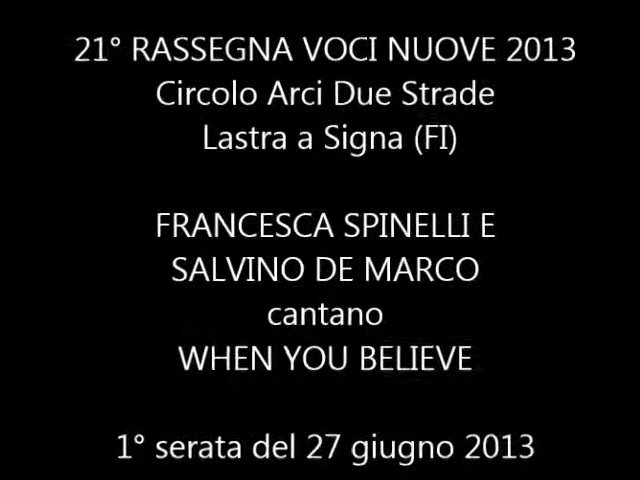 21° RASSEGNA VOCI NUOVE 2013
Circolo Arci Due Strade
Lastra a Signa (FI)
FRANCESCA SPINELLI E
SALVINO DE MARCO
cantano
WHEN YOU BELIEVE
1° serata del 27 giugno 2013